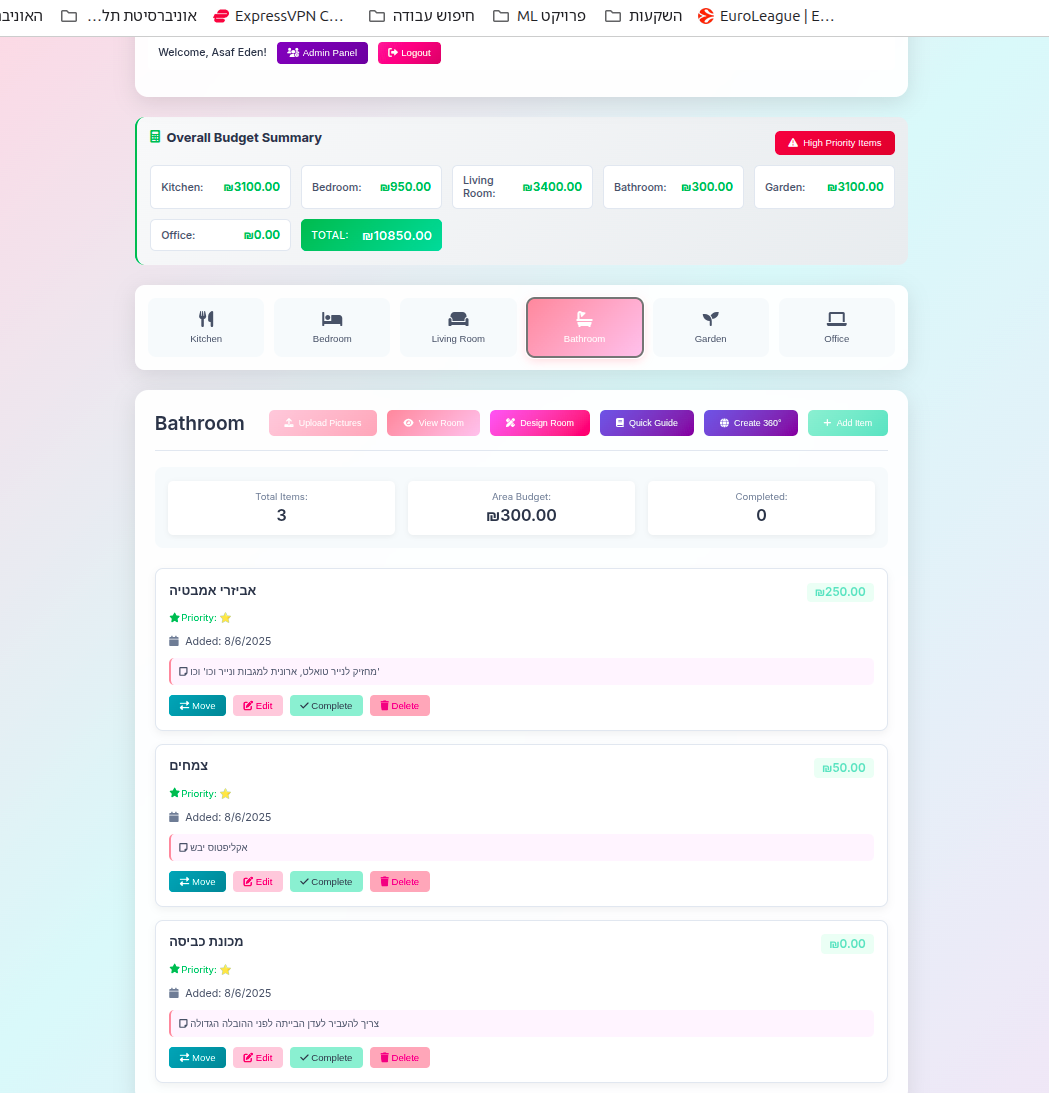 האוניב
אוניברסיטת תל...
ExpressVPN C...
חיפוש עבודה
פרויקט ML
השקעות
EuroLeague | E...
Welcome, Asaf Eden!
Admin Panel
Logout
Overall Budget Summary
High Priority Items
Kitchen: ₪3100.00
Bedroom: ₪950.00
Living Room: ₪3400.00
Bathroom: ₪300.00
Garden: ₪3100.00
Office: ₪0.00
TOTAL: ₪10850.00
Kitchen
Bedroom
Living Room
Bathroom
Garden
Office
Bathroom
Upload Pictures
View Room
Design Room
Quick Guide
Create 360°
Add Item
Total Items:
3
Area Budget:
₪300.00
Completed:
0
אביזרי אמבטיה
₪250.00
Priority: ⭐
Added: 8/6/2025
מחזיק לנייר טואלט, ארונית למגבות ונייר וכו' וכו'
Move
Edit
Complete
Delete
צמחים
₪50.00
Priority: ⭐
Added: 8/6/2025
אקליפטוס יבש
Move
Edit
Complete
Delete
מכונת כביסה
₪0.00
Priority: ⭐
Added: 8/6/2025
צריך להעביר לעדן הבייתה לפני ההובלה הגדולה
Move
Edit
Complete
Delete